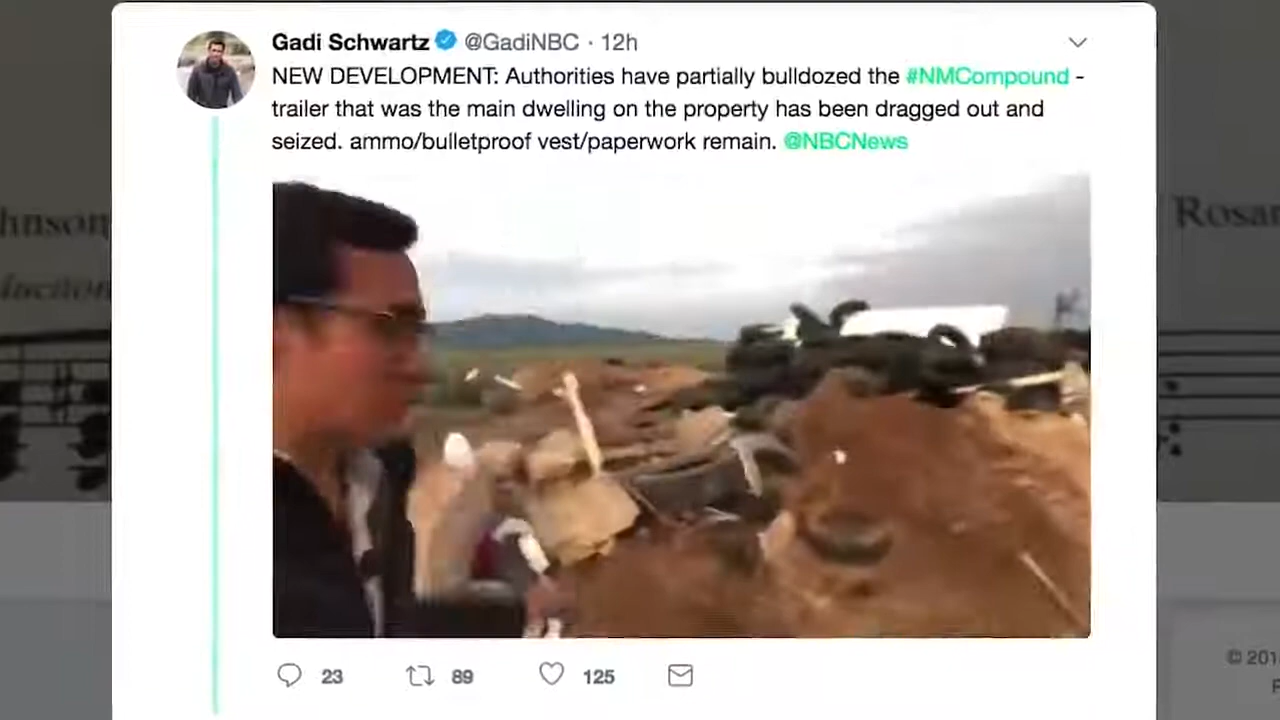 Gadi Schwartz @GadiNBC · 12h
NEW DEVELOPMENT: Authorities have partially bulldozed the #NMCompound -
trailer that was the main dwelling on the property has been dragged out and
seized. ammo/bulletproof vest/paperwork remain. @NBCNews
23 89 125